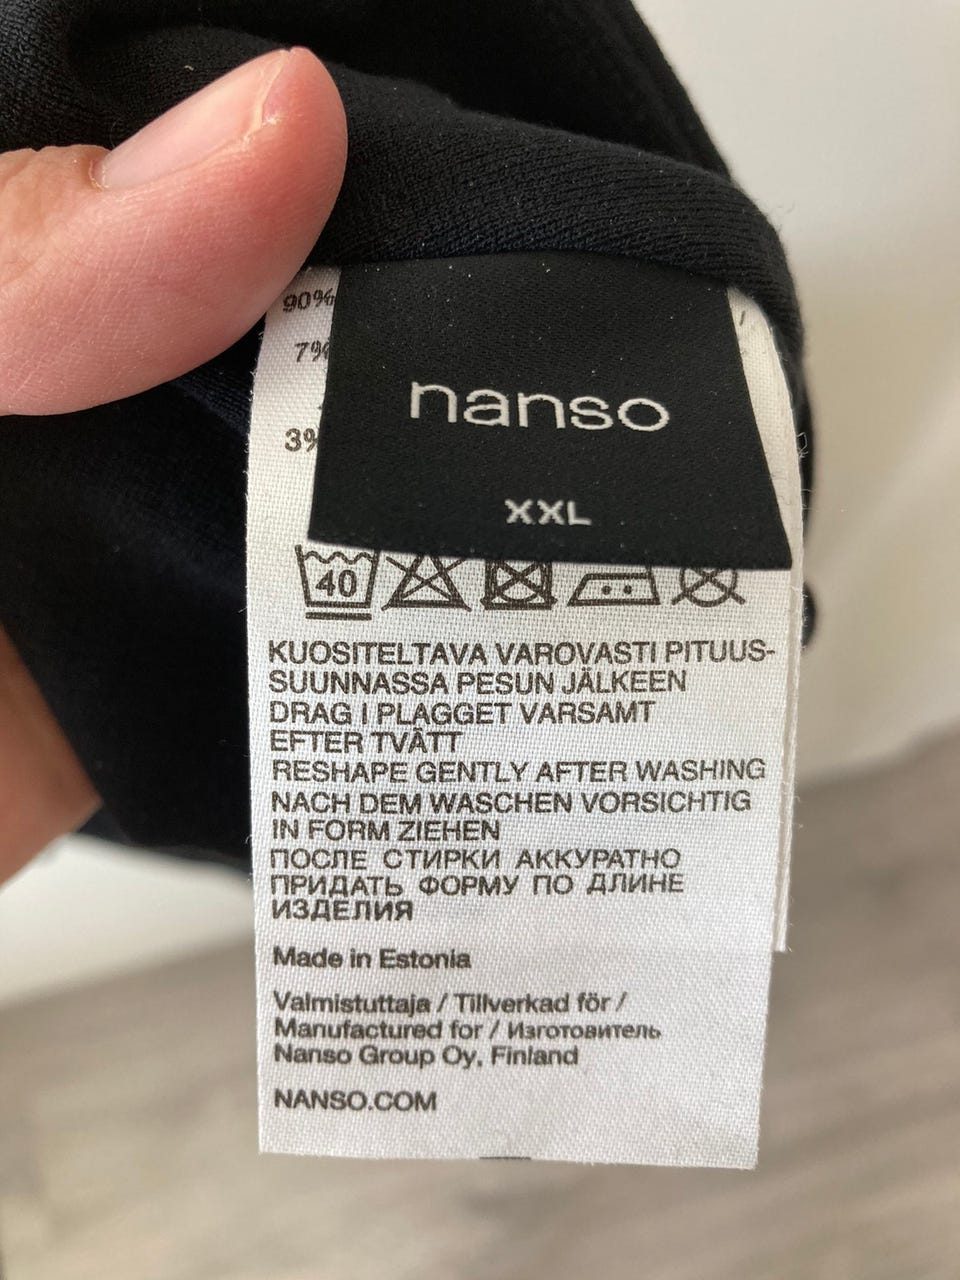 90%
7%
3%
nanso
XXL
40
KUOSITELTAVA VAROVASTI PITUUS-
SUUNNASSA PESUN JÄLKEEN
DRAG I PLAGGET VARSAMT
EFTER TVÄTT
RESHAPE GENTLY AFTER WASHING
NACH DEM WASCHEN VORSICHTIG
IN FORM ZIEHEN
ПОСЛЕ СТИРКИ АККУРАТНО
ПРИДАТЬ ФОРМУ ПО ДЛИНЕ
ИЗДЕЛИЯ
Made in Estonia
Valmistuttaja / Tillverkad för /
Manufactured for / Изготовитель
Nanso Group Oy, Finland
NANSO.COM